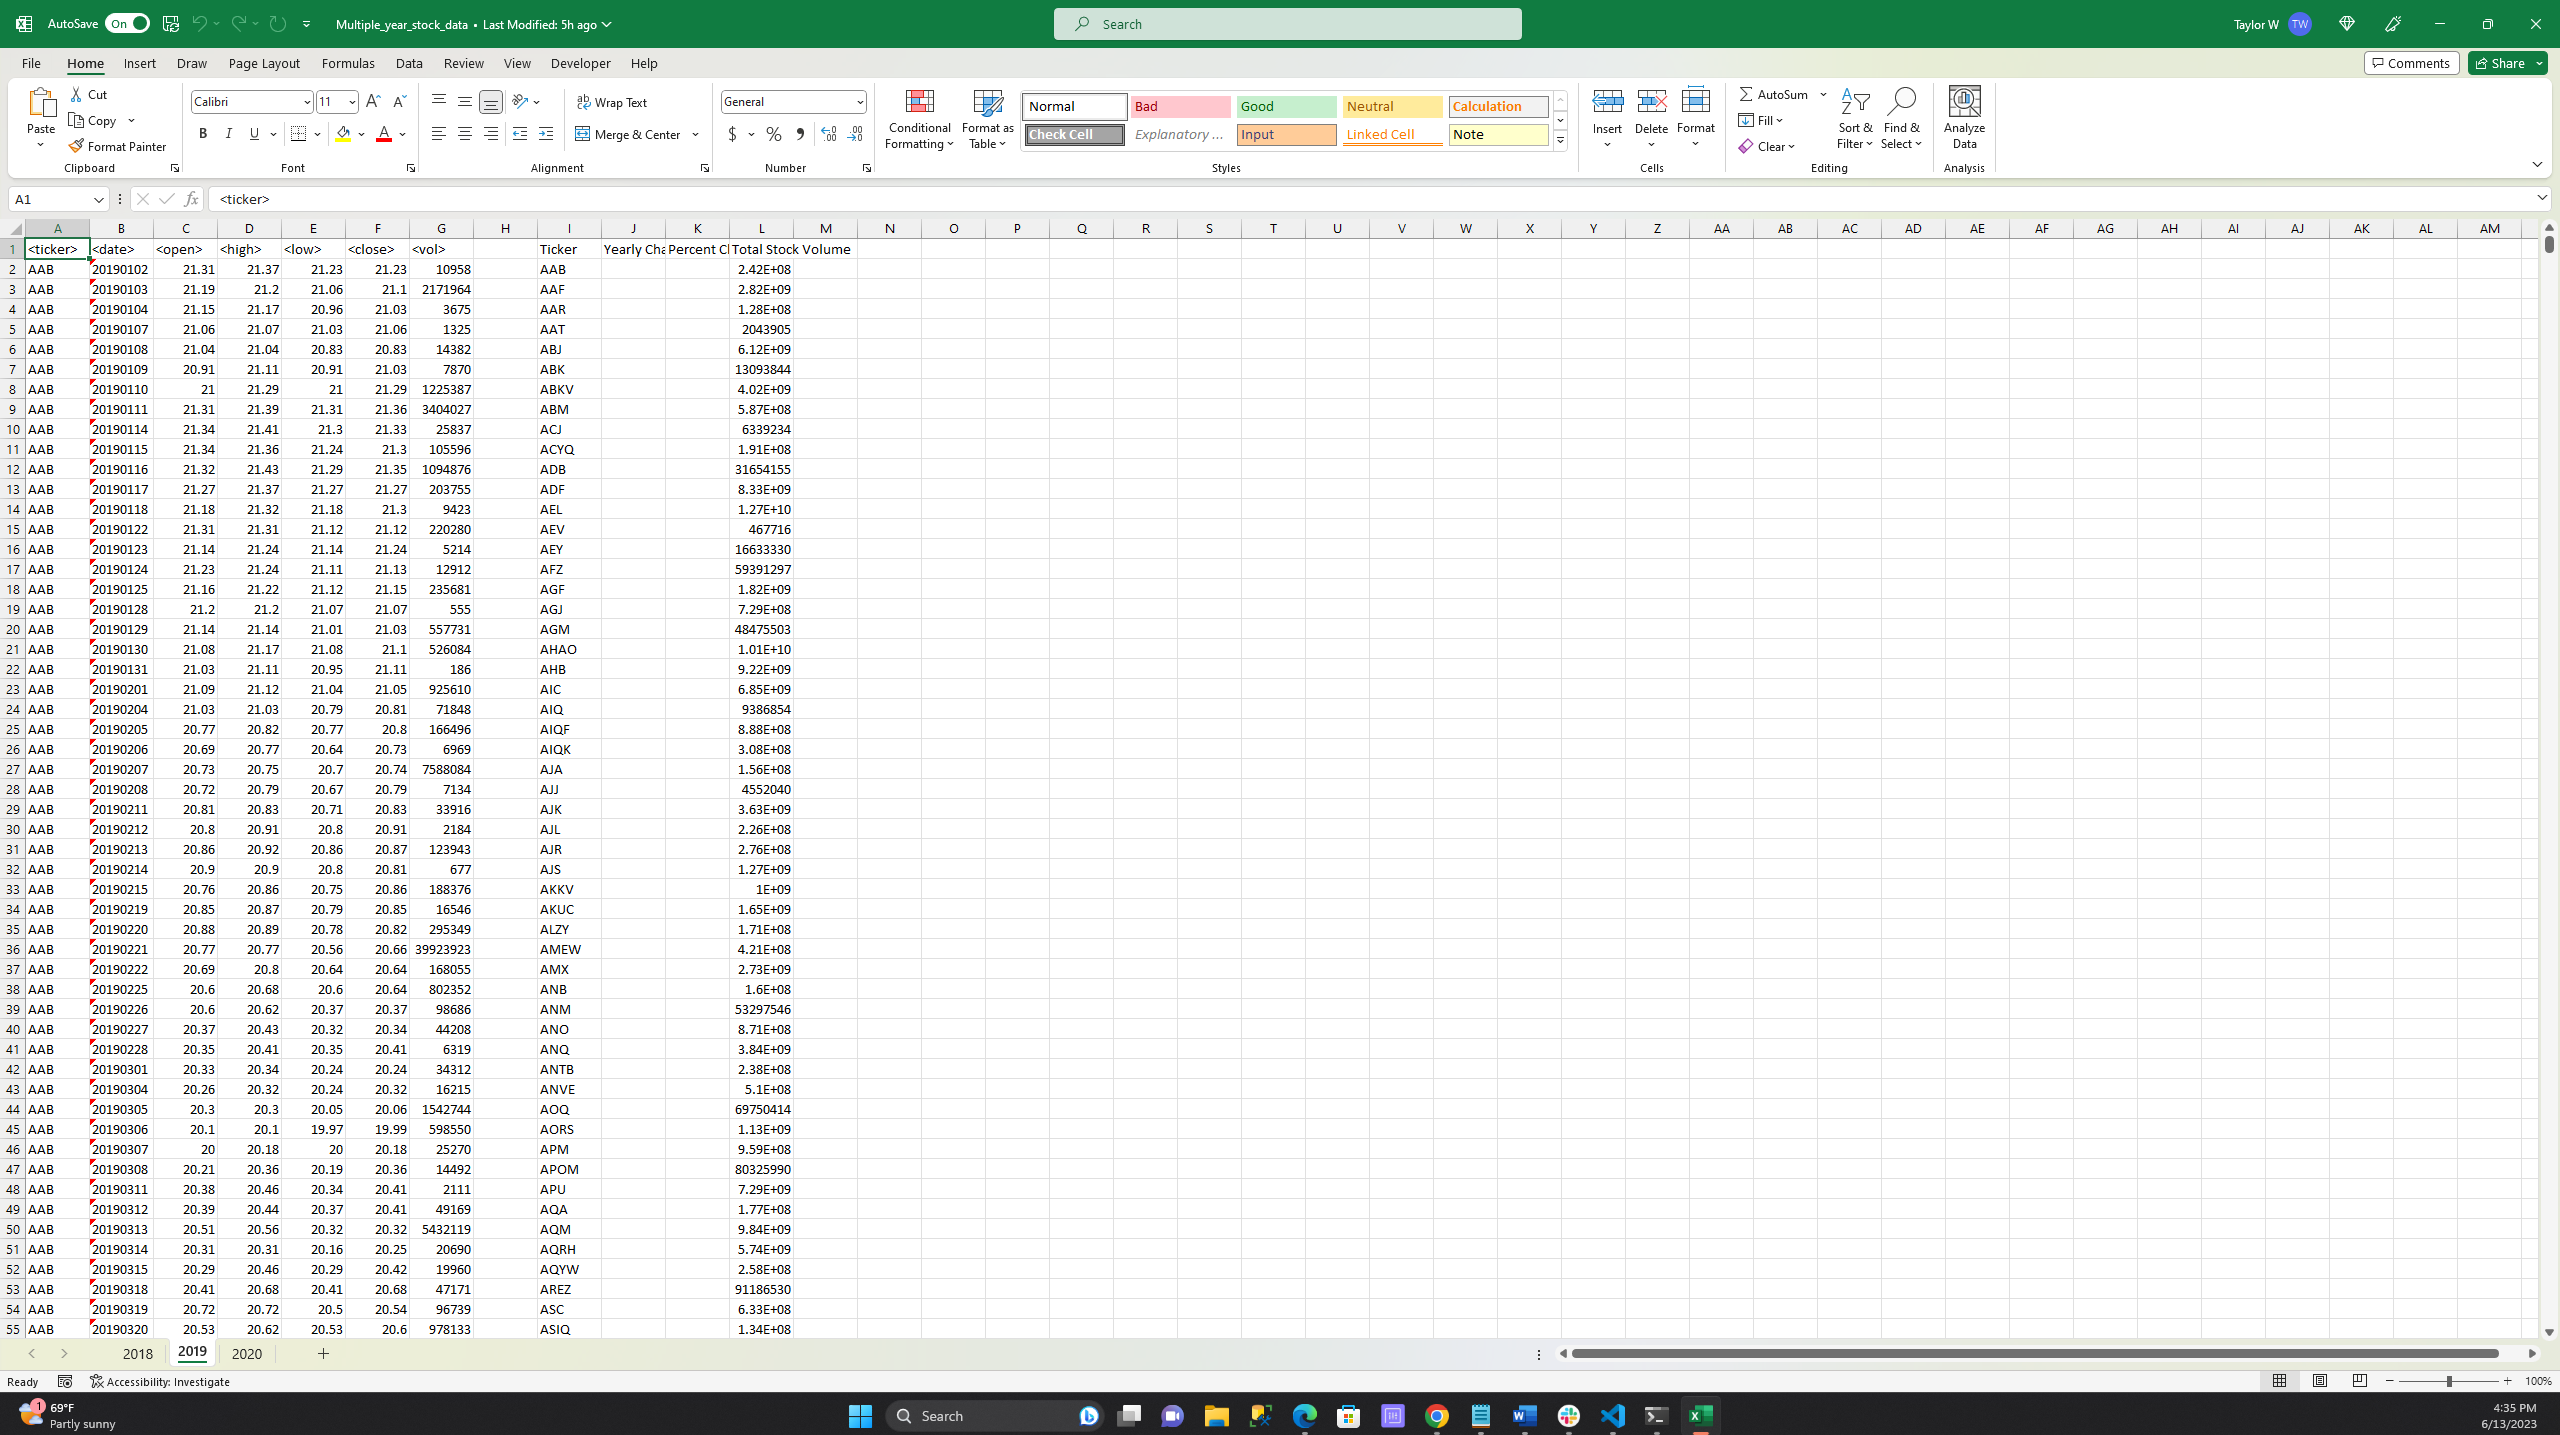 AutoSave On Multiple_year_stock_data • Last Modified: 5h ago Search Taylor W TW
File Home Insert Draw Page Layout Formulas Data Review View Developer Help Comments Share
Paste Cut Copy Format Painter Clipboard
Calibri 11 B I U Font
Wrap Text Merge & Center Alignment
General $ % Number
Conditional Formatting Format as Table
Normal Bad Good Neutral Calculation
Check Cell Explanatory ... Input Linked Cell Note
Styles
Insert Delete Format Cells
AutoSum Fill Clear Sort & Filter Find & Select Editing
Analyze Data Analysis
A1 fx <ticker>
A B C D E F G H I J K L M N O P Q R S T U V W X Y Z AA AB AC AD AE AF AG AH AI AJ AK AL AM
1 <ticker> <date> <open> <high> <low> <close> <vol> Ticker Yearly Cha Percent Cl Total Stock Volume
2 AAB 20190102 21.31 21.37 21.23 21.23 10958 AAB 2.42E+08
3 AAB 20190103 21.19 21.2 21.06 21.1 2171964 AAF 2.82E+09
4 AAB 20190104 21.15 21.17 20.96 21.03 3675 AAR 1.28E+08
5 AAB 20190107 21.06 21.07 21.03 21.06 1325 AAT 2043905
6 AAB 20190108 21.04 21.04 20.83 20.83 14382 ABJ 6.12E+09
7 AAB 20190109 20.91 21.11 20.91 21.03 7870 ABK 13093844
8 AAB 20190110 21 21.29 21 21.29 1225387 ABKV 4.02E+09
9 AAB 20190111 21.31 21.39 21.31 21.36 3404027 ABM 5.87E+08
10 AAB 20190114 21.34 21.41 21.3 21.33 25837 ACJ 6339234
11 AAB 20190115 21.34 21.36 21.24 21.3 105596 ACYQ 1.91E+08
12 AAB 20190116 21.32 21.43 21.29 21.35 1094876 ADB 31654155
13 AAB 20190117 21.27 21.37 21.27 21.27 203755 ADF 8.33E+09
14 AAB 20190118 21.18 21.32 21.18 21.3 9423 AEL 1.27E+10
15 AAB 20190122 21.31 21.31 21.12 21.12 220280 AEV 467716
16 AAB 20190123 21.14 21.24 21.14 21.24 5214 AEY 16633330
17 AAB 20190124 21.23 21.24 21.11 21.13 12912 AFZ 59391297
18 AAB 20190125 21.16 21.22 21.12 21.15 235681 AGF 1.82E+09
19 AAB 20190128 21.2 21.2 21.07 21.07 555 AGJ 7.29E+08
20 AAB 20190129 21.14 21.14 21.01 21.03 557731 AGM 48475503
21 AAB 20190130 21.08 21.17 21.08 21.1 526084 AHAO 1.01E+10
22 AAB 20190131 21.03 21.11 20.95 21.11 186 AHB 9.22E+09
23 AAB 20190201 21.09 21.12 21.04 21.05 925610 AIC 6.85E+09
24 AAB 20190204 21.03 21.03 20.79 20.81 71848 AIQ 9386854
25 AAB 20190205 20.77 20.82 20.77 20.8 166496 AIQF 8.88E+08
26 AAB 20190206 20.69 20.77 20.64 20.73 6969 AIQK 3.08E+08
27 AAB 20190207 20.73 20.75 20.7 20.74 7588084 AJA 1.56E+08
28 AAB 20190208 20.72 20.79 20.67 20.79 7134 AJJ 4552040
29 AAB 20190211 20.81 20.83 20.71 20.83 33916 AJK 3.63E+09
30 AAB 20190212 20.8 20.91 20.8 20.91 2184 AJL 2.26E+08
31 AAB 20190213 20.86 20.92 20.86 20.87 123943 AJR 2.76E+08
32 AAB 20190214 20.9 20.9 20.8 20.81 677 AJS 1.27E+09
33 AAB 20190215 20.76 20.86 20.75 20.86 188376 AKKV 1E+09
34 AAB 20190219 20.85 20.87 20.79 20.85 16546 AKUC 1.65E+09
35 AAB 20190220 20.88 20.89 20.78 20.82 295349 ALZY 1.71E+08
36 AAB 20190221 20.77 20.77 20.56 20.66 39923923 AMEW 4.21E+08
37 AAB 20190222 20.69 20.8 20.64 20.64 168055 AMX 2.73E+09
38 AAB 20190225 20.6 20.68 20.6 20.64 802352 ANB 1.6E+08
39 AAB 20190226 20.6 20.62 20.37 20.37 98686 ANM 53297546
40 AAB 20190227 20.37 20.43 20.32 20.34 44208 ANO 8.71E+08
41 AAB 20190228 20.35 20.41 20.35 20.41 6319 ANQ 3.84E+09
42 AAB 20190301 20.33 20.34 20.24 20.24 34312 ANTB 2.38E+08
43 AAB 20190304 20.26 20.32 20.24 20.32 16215 ANVE 5.1E+08
44 AAB 20190305 20.3 20.3 20.05 20.06 1542744 AOQ 69750414
45 AAB 20190306 20.1 20.1 19.97 19.99 598550 AORS 1.13E+09
46 AAB 20190307 20 20.18 20 20.18 25270 APM 9.59E+08
47 AAB 20190308 20.21 20.36 20.19 20.36 14492 APOM 80325990
48 AAB 20190311 20.38 20.46 20.34 20.41 2111 APU 7.29E+09
49 AAB 20190312 20.39 20.44 20.37 20.41 49169 AQA 1.77E+08
50 AAB 20190313 20.51 20.56 20.32 20.32 5432119 AQM 9.84E+09
51 AAB 20190314 20.31 20.31 20.16 20.25 20690 AQRH 5.74E+09
52 AAB 20190315 20.29 20.46 20.29 20.42 19960 AQYW 2.58E+08
53 AAB 20190318 20.41 20.68 20.41 20.68 47171 AREZ 91186530
54 AAB 20190319 20.72 20.72 20.5 20.54 96739 ASC 6.33E+08
55 AAB 20190320 20.53 20.62 20.53 20.6 978133 ASIQ 1.34E+08
2018 2019 2020
Ready Accessibility: Investigate 100%
1 69°F
Partly sunny
Search
4:35 PM
6/13/2023